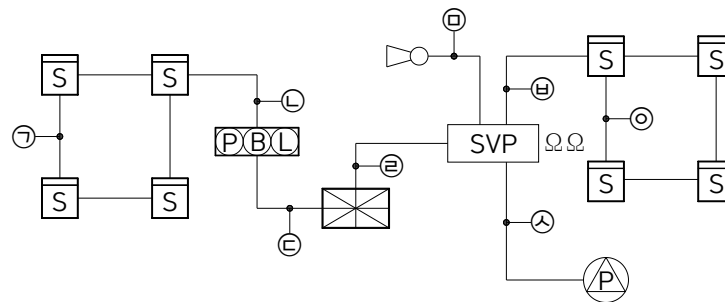 ㉤
S S S S
㉡ ㉥
㉠ ㉧
PBL SVP ΩΩ
㉣
S S S S
㉢ ㉦
P